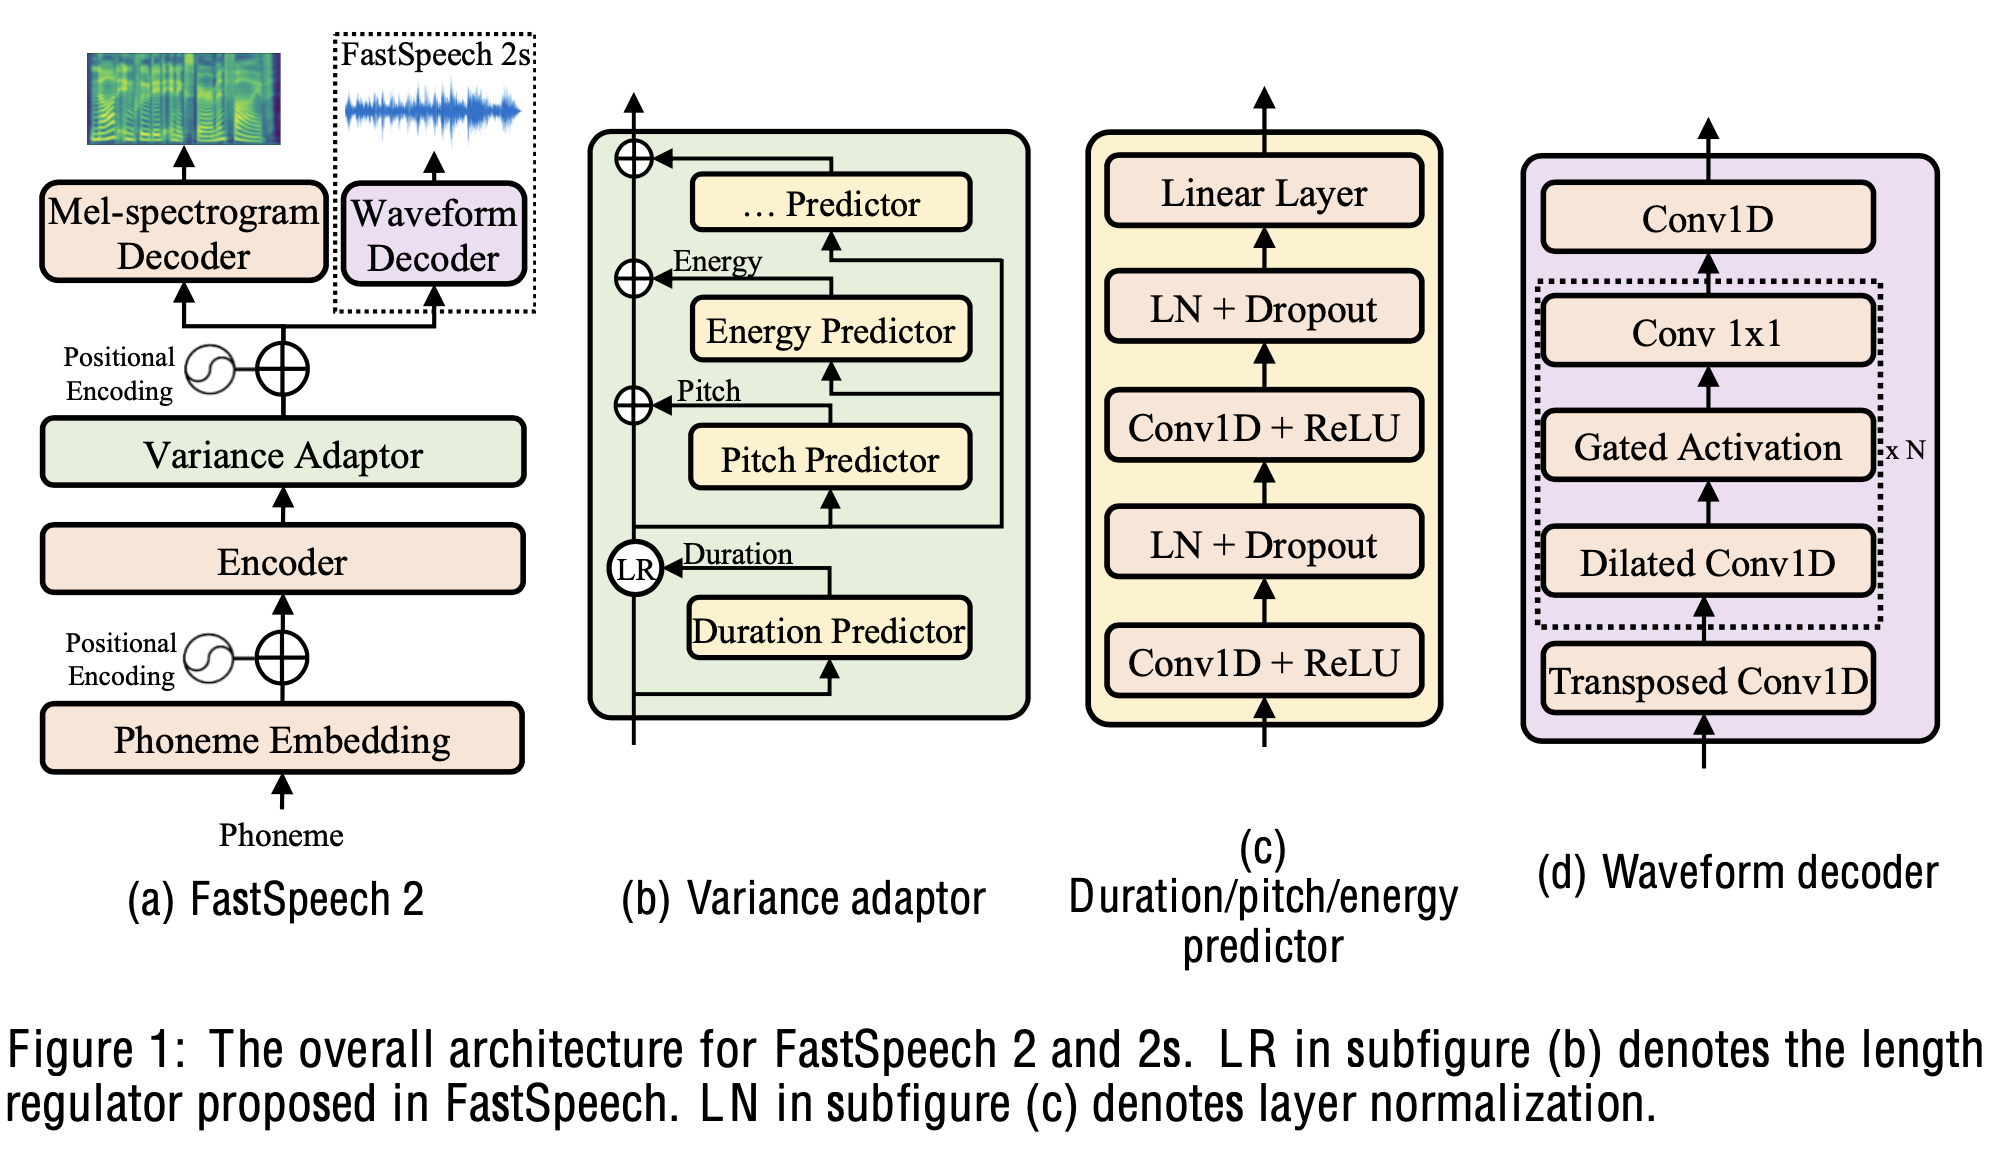 FastSpeech 2s
Mel-spectrogram
Decoder
Waveform
Decoder
Positional
Encoding
Variance Adaptor
Encoder
Positional
Encoding
Phoneme Embedding
Phoneme
(a) FastSpeech 2
... Predictor
Energy
Energy Predictor
Pitch
Pitch Predictor
LR
Duration
Duration Predictor
(b) Variance adaptor
Linear Layer
LN + Dropout
Conv1D + ReLU
LN + Dropout
Conv1D + ReLU
(c)
Duration/pitch/energy
predictor
Conv1D
Conv 1x1
Gated Activation
x N
Dilated Conv1D
Transposed Conv1D
(d) Waveform decoder
Figure 1: The overall architecture for FastSpeech 2 and 2s. LR in subfigure (b) denotes the length
regulator proposed in FastSpeech. LN in subfigure (c) denotes layer normalization.